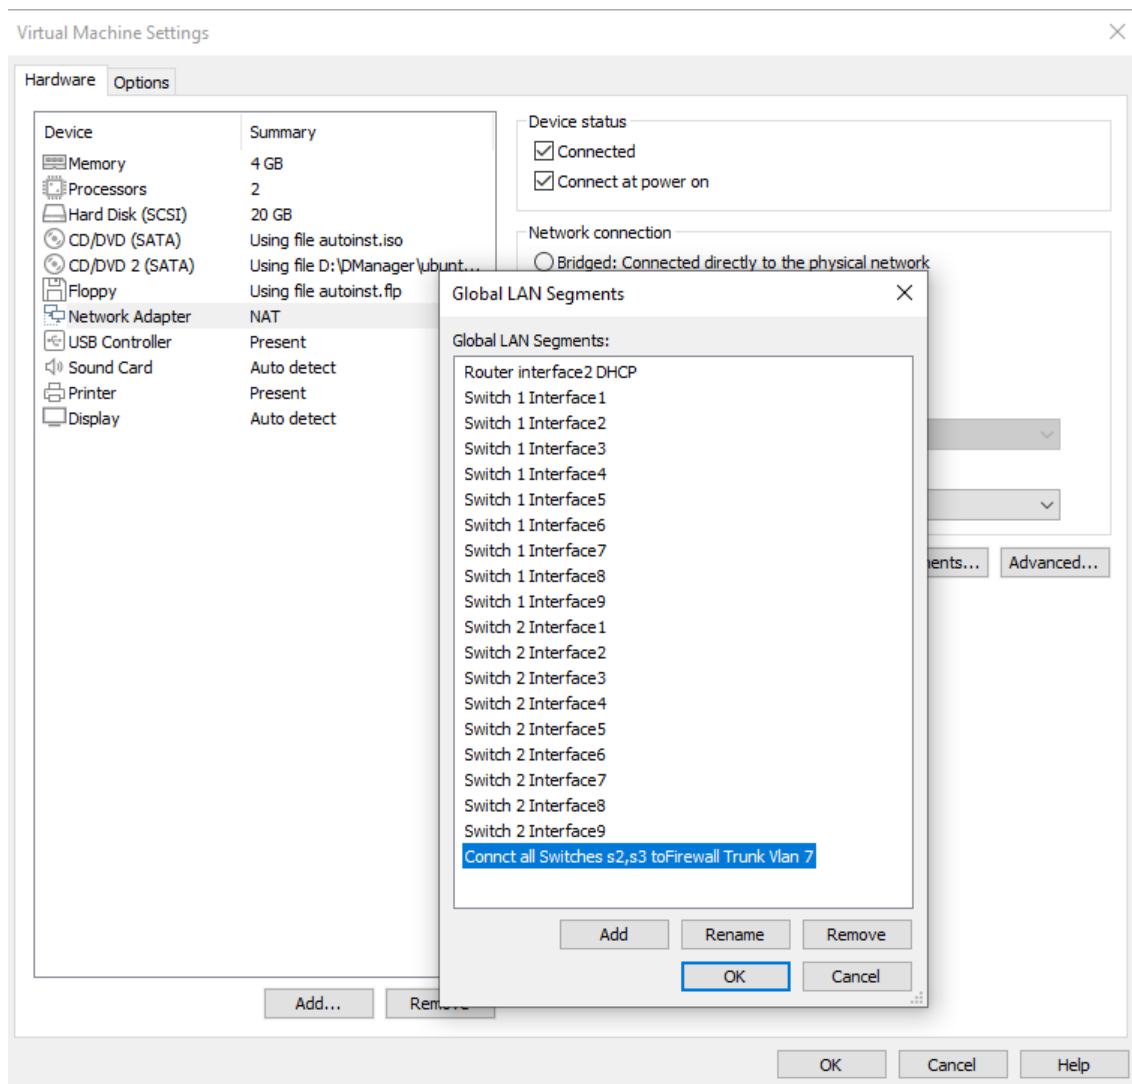 Virtual Machine Settings
Hardware Options
Device Summary
Memory 4 GB
Processors 2
Hard Disk (SCSI) 20 GB
CD/DVD (SATA) Using file autoinst.iso
CD/DVD 2 (SATA) Using file D:\DManager\ubunt...
Floppy Using file autoinst.flp
Network Adapter NAT
USB Controller Present
Sound Card Auto detect
Printer Present
Display Auto detect
Add...
Device status
Connected
Connect at power on
Network connection
Bridged: Connected directly to the physical network
Global LAN Segments
Global LAN Segments:
Router interface2 DHCP
Switch 1 Interface1
Switch 1 Interface2
Switch 1 Interface3
Switch 1 Interface4
Switch 1 Interface5
Switch 1 Interface6
Switch 1 Interface7
Switch 1 Interface8
Switch 1 Interface9
Switch 2 Interface1
Switch 2 Interface2
Switch 2 Interface3
Switch 2 Interface4
Switch 2 Interface5
Switch 2 Interface6
Switch 2 Interface7
Switch 2 Interface8
Switch 2 Interface9
Connct all Switches s2,s3 toFirewall Trunk Vlan 7
Add Rename Remove
OK Cancel
Advanced...
OK Cancel Help